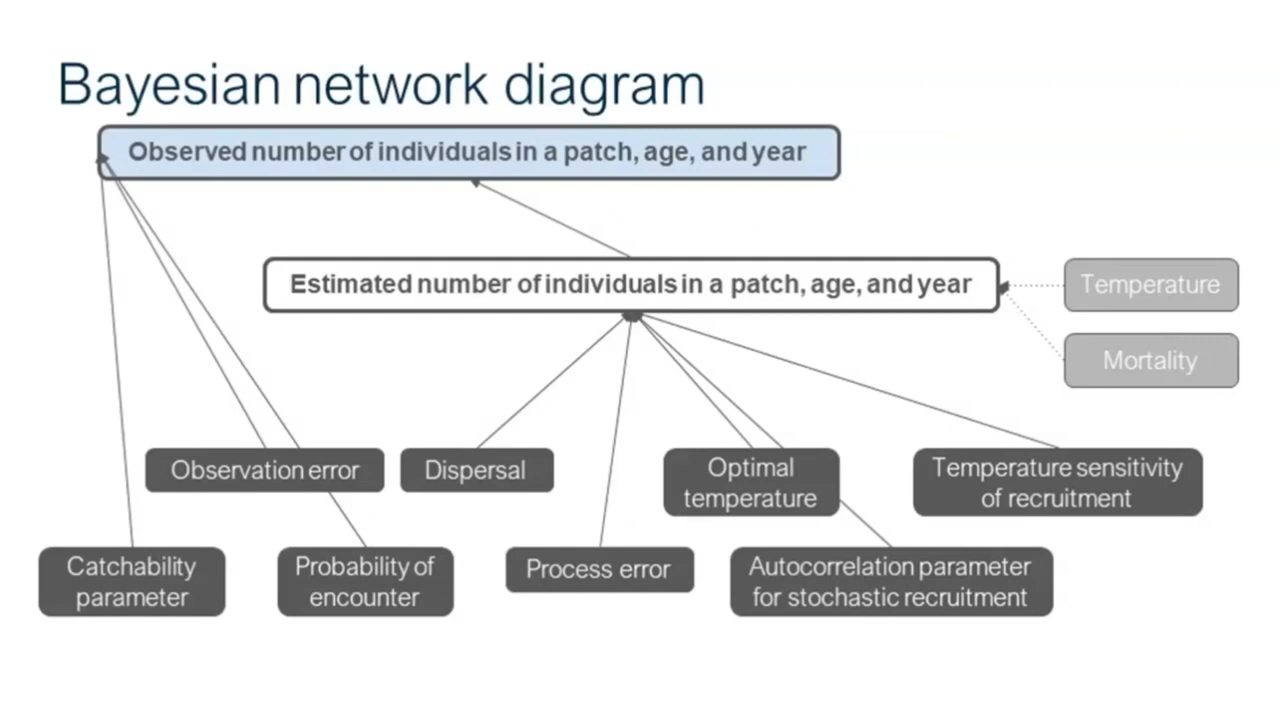 Bayesian network diagram
Observed number of individuals in a patch, age, and year
Estimated number of individuals in a patch, age, and year
Temperature
Mortality
Observation error
Dispersal
Optimal
temperature
Temperature sensitivity
of recruitment
Catchability
parameter
Probability of
encounter
Process error
Autocorrelation parameter
for stochastic recruitment